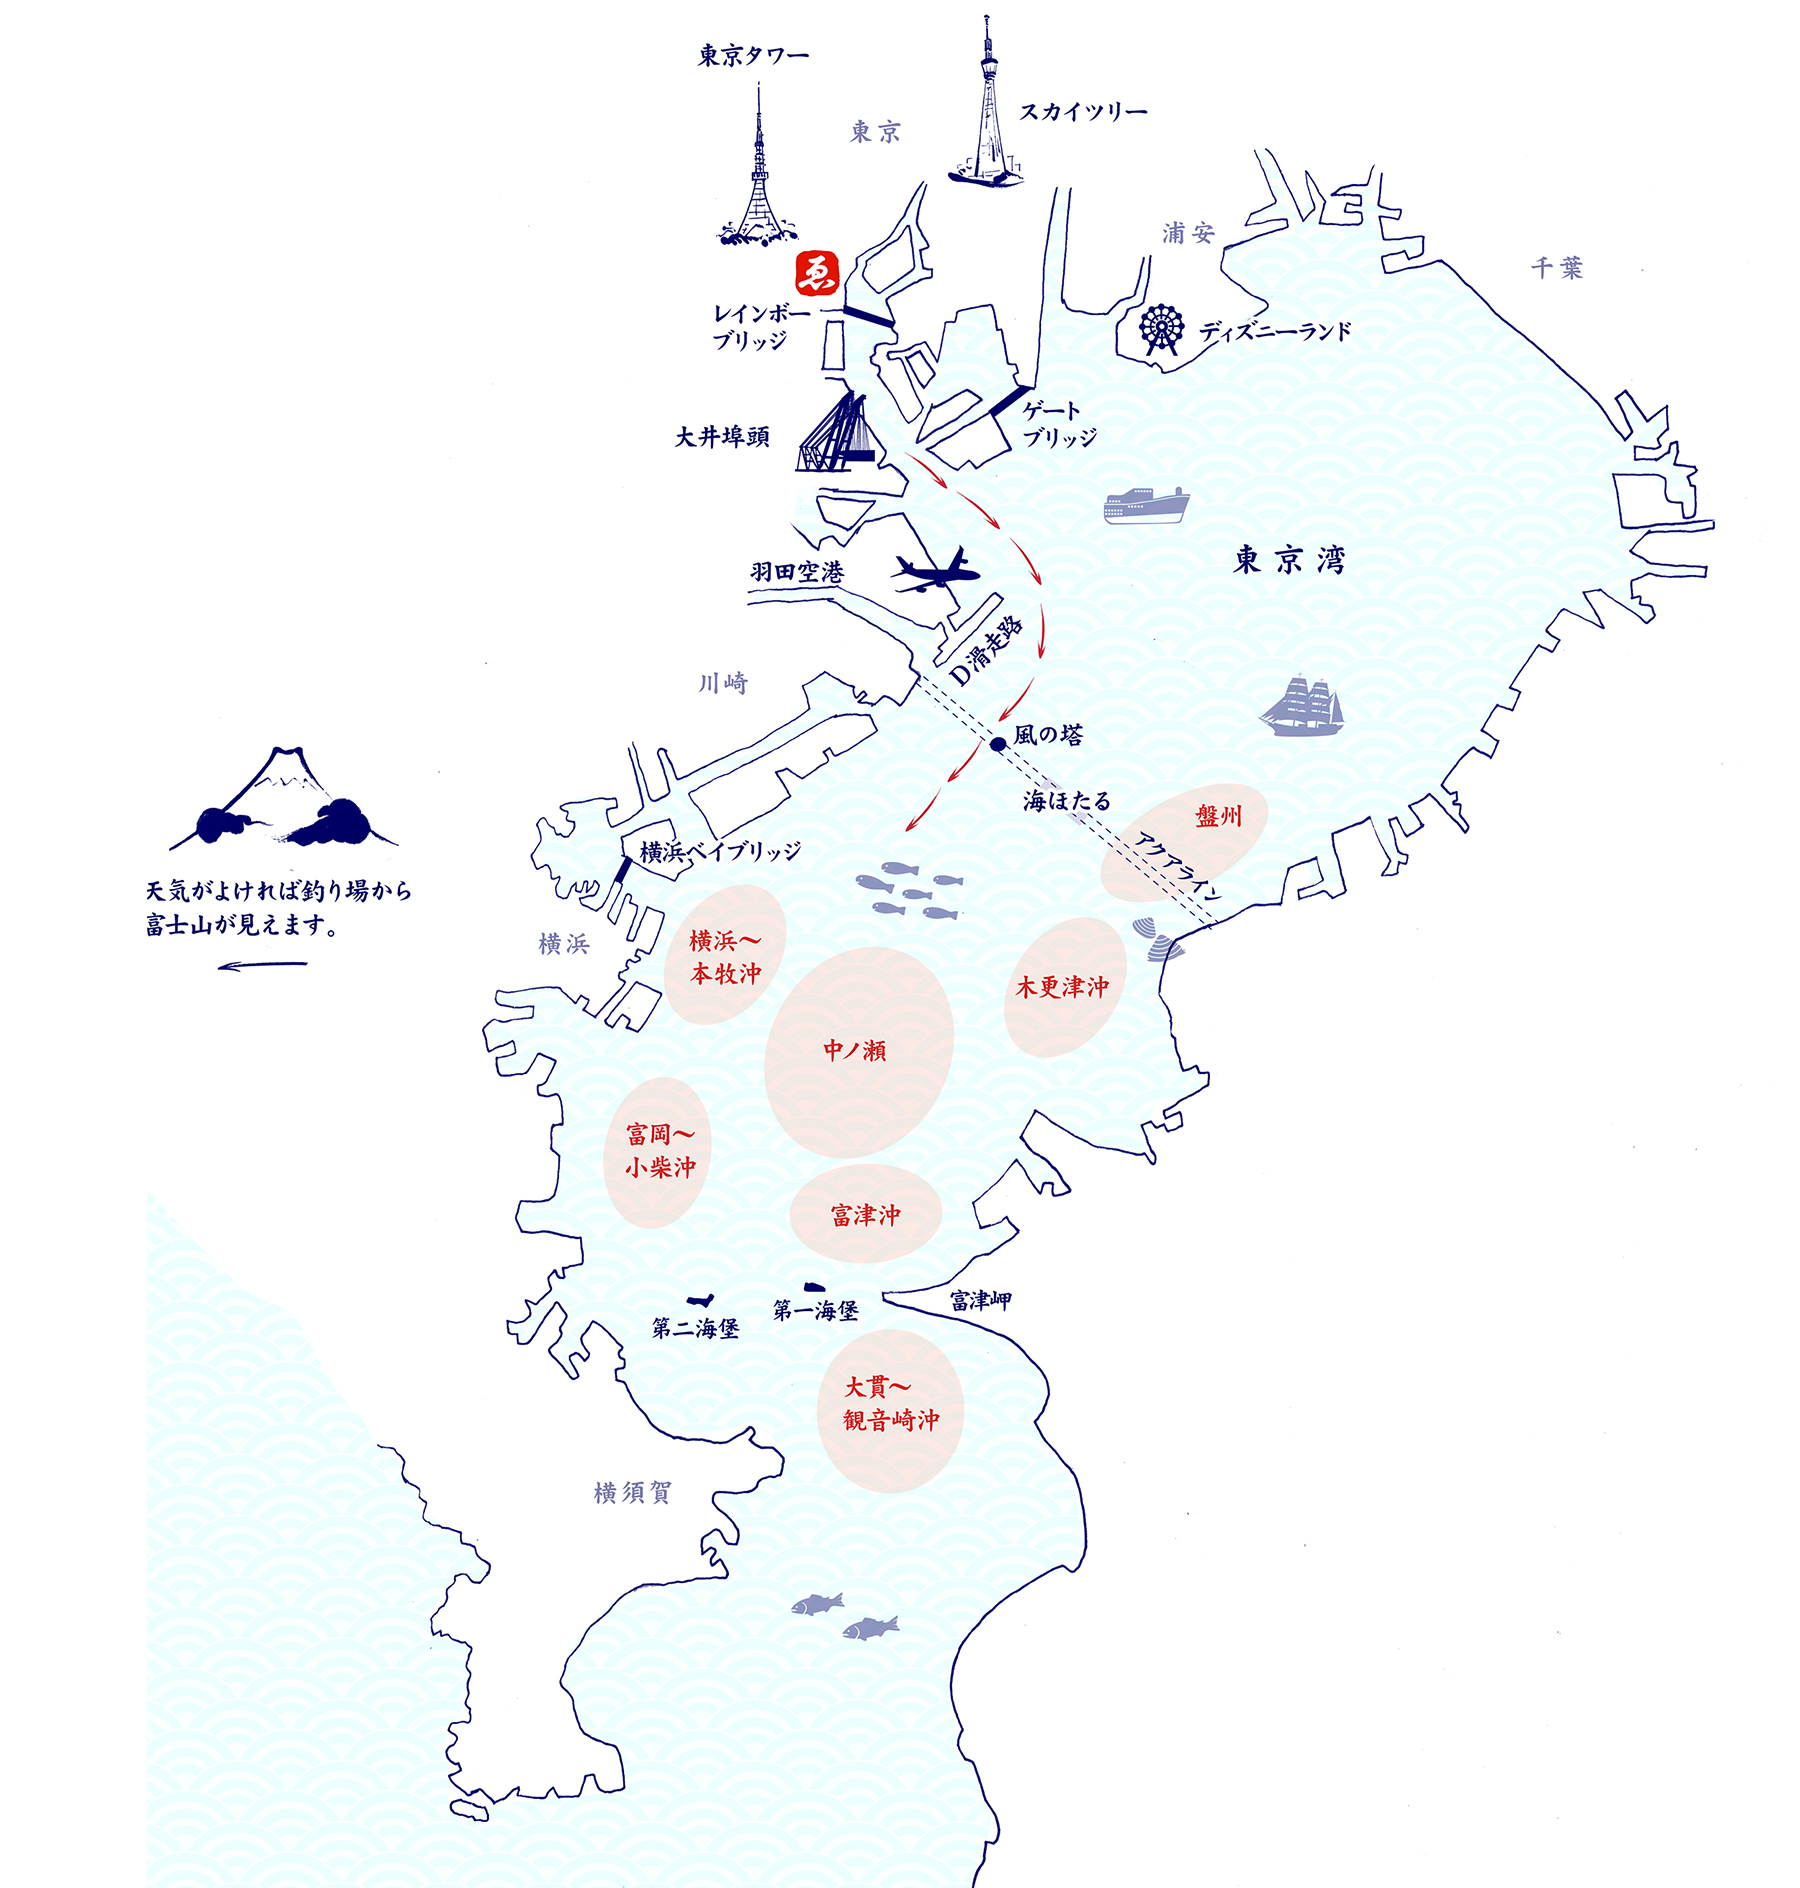 東京タワー
スカイツリー
東京
浦安
千葉
ゑ
レインボー
ブリッジ
ディズニーランド
ゲート
ブリッジ
大井埠頭
東京湾
羽田空港
D滑走路
川崎
風の塔
海ほたる
盤州
アクアライン
横浜ベイブリッジ
天気がよければ釣り場から
富士山が見えます。
横浜
横浜〜
本牧沖
木更津沖
中ノ瀬
富岡〜
小柴沖
富津沖
富津岬
第一海堡
第二海堡
大貫〜
観音崎沖
横須賀